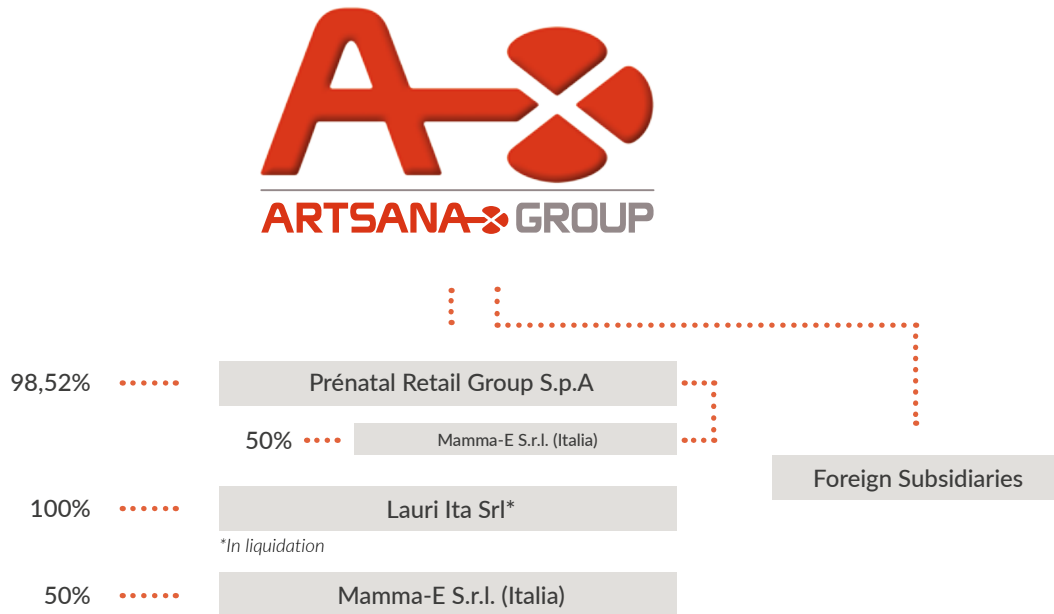 ARTSANA GROUP
98,52%
Prénatal Retail Group S.p.A
50%
Mamma-E S.r.l. (Italia)
Foreign Subsidiaries
100%
Lauri Ita Srl*
*In liquidation
50%
Mamma-E S.r.l. (Italia)